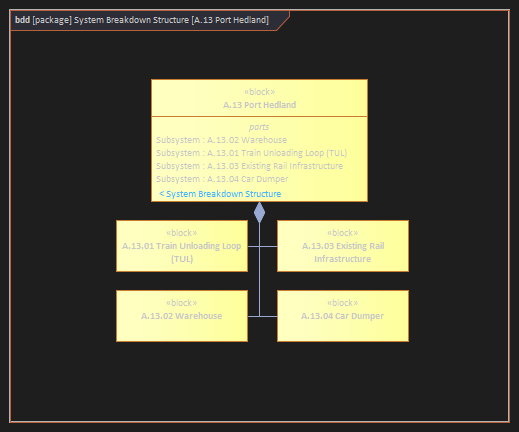 bdd [package] System Breakdown Structure [A.13 Port Hedland]
«block»
A.13 Port Hedland
parts
Subsystem : A.13.02 Warehouse
Subsystem : A.13.01 Train Unloading Loop (TUL)
Subsystem : A.13.03 Existing Rail Infrastructure
Subsystem : A.13.04 Car Dumper
< System Breakdown Structure
«block»
A.13.01 Train Unloading Loop
(TUL)
«block»
A.13.03 Existing Rail
Infrastructure
«block»
A.13.02 Warehouse
«block»
A.13.04 Car Dumper